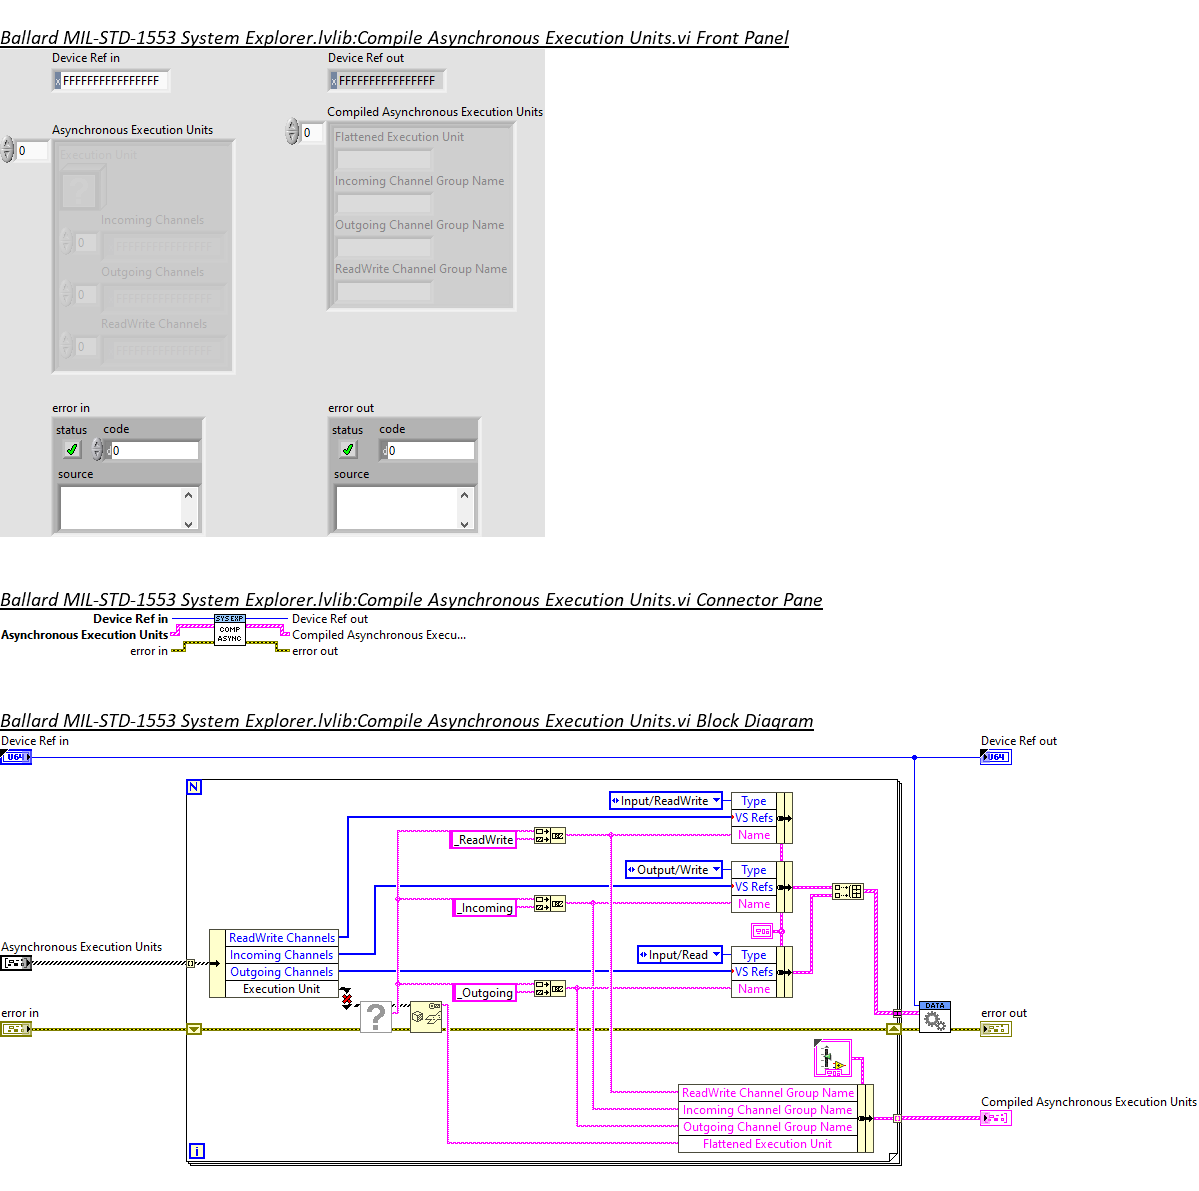 Ballard MIL-STD-1553 System Explorer.lvlib:Compile Asynchronous Execution Units.vi Front Panel
Device Ref in
Device Ref out
x FFFFFFFFFFFFFFFF
x FFFFFFFFFFFFFFFF
Compiled Asynchronous Execution Units
Asynchronous Execution Units
0
0
Flattened Execution Unit
Execution Unit
?
Incoming Channel Group Name
Incoming Channels
0
Outgoing Channel Group Name
Outgoing Channels
0
ReadWrite Channel Group Name
ReadWrite Channels
0
error in
error out
status
code
status
code
d 0
d 0
source
source
Ballard MIL-STD-1553 System Explorer.lvlib:Compile Asynchronous Execution Units.vi Connector Pane
Device Ref in
SYS EXP
Device Ref out
Asynchronous Execution Units
COMP
ASYNC
Compiled Asynchronous Execu...
error in
error out
Ballard MIL-STD-1553 System Explorer.lvlib:Compile Asynchronous Execution Units.vi Block Diagram
Device Ref in
Device Ref out
U64
U64
N
Input/ReadWrite
Type
VS Refs
Name
_ReadWrite
Output/Write
Type
VS Refs
Name
_Incoming
ReadWrite Channels
Incoming Channels
Outgoing Channels
Execution Unit
Asynchronous Execution Units
Input/Read
Type
VS Refs
Name
_Outgoing
?
DATA
error in
error out
ReadWrite Channel Group Name
Incoming Channel Group Name
Outgoing Channel Group Name
Flattened Execution Unit
Compiled Asynchronous Execution Units
i